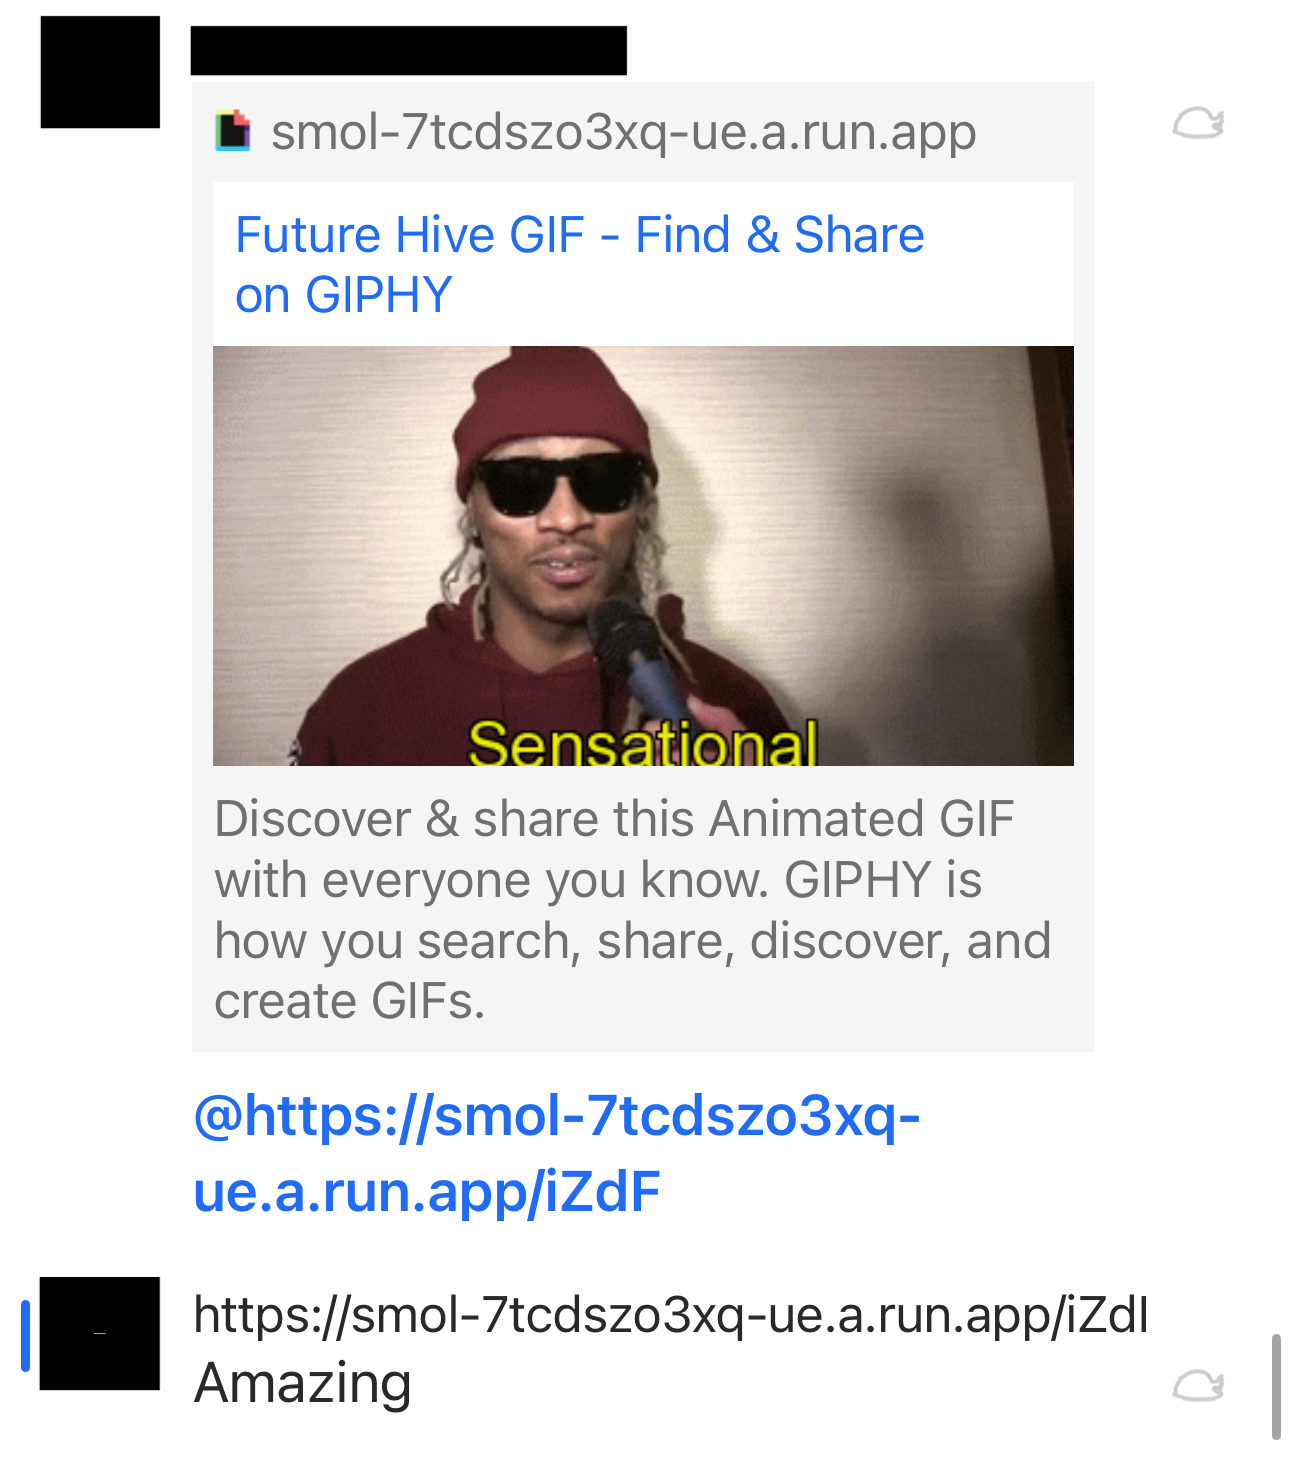 smol-7tcdszo3xq-ue.a.run.app
Future Hive GIF - Find & Share
on GIPHY
Sensational
Discover & share this Animated GIF
with everyone you know. GIPHY is
how you search, share, discover, and
create GIFs.
@https://smol-7tcdszo3xq-
ue.a.run.app/iZdF
https://smol-7tcdszo3xq-ue.a.run.app/iZdl
Amazing